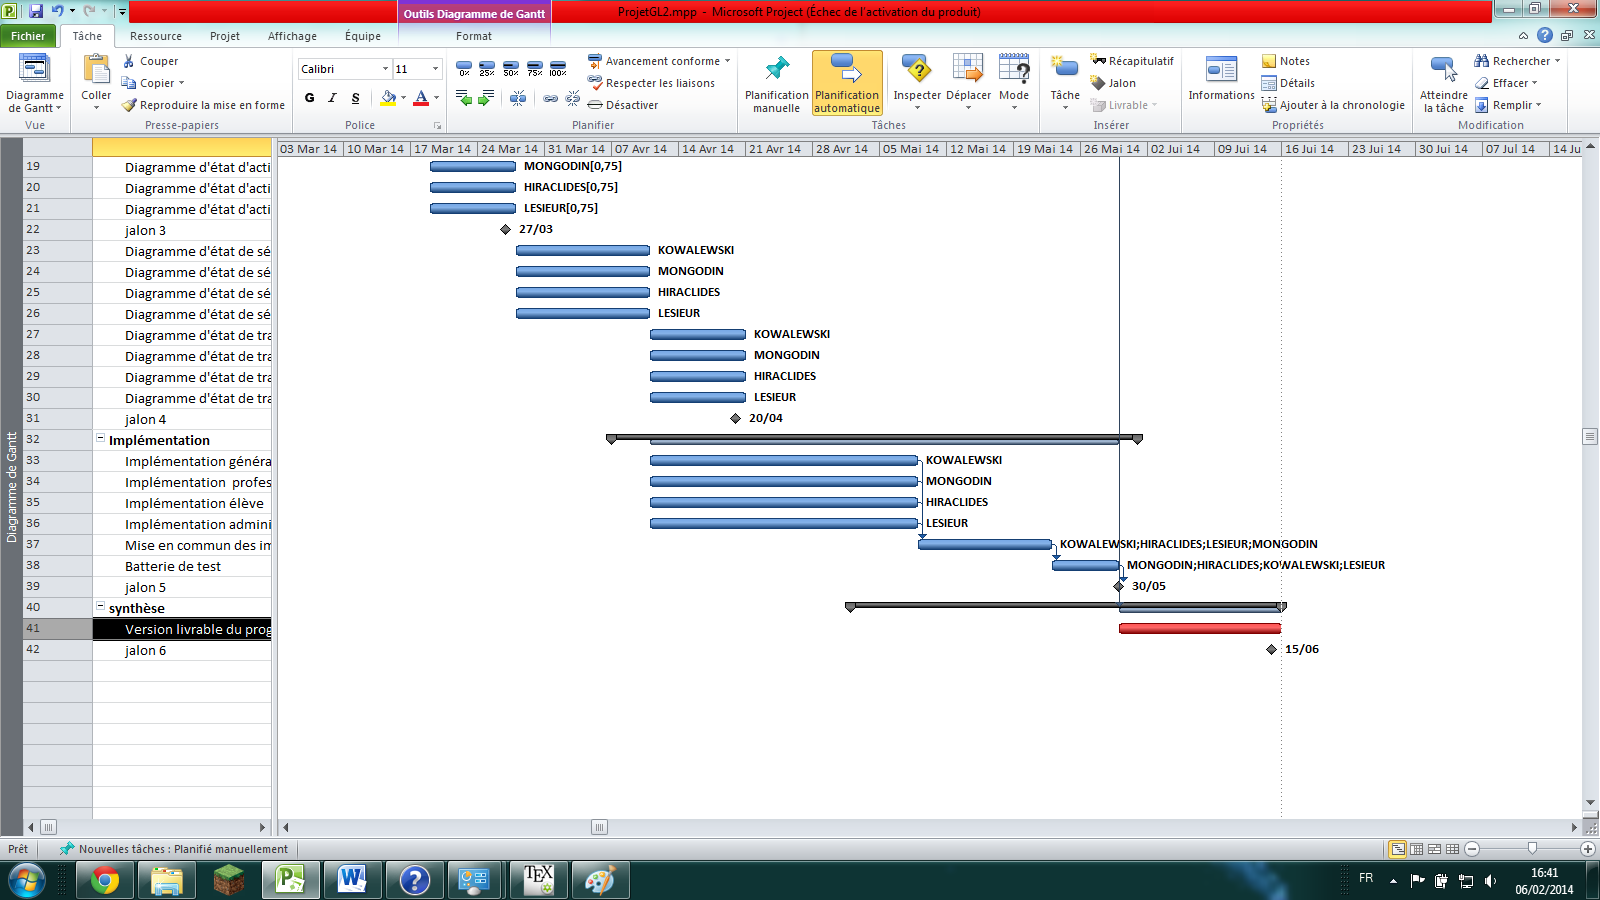 Outils Diagramme de Gantt
ProjetGL2.mpp - Microsoft Project (Échec de l'activation du produit)
Fichier Tâche Ressource Projet Affichage Équipe Format
Diagramme de Gantt
Vue
Coller
Couper
Copier
Reproduire la mise en forme
Presse-papiers
Calibri 11
G I S A
Police
0% 25% 50% 75% 100%
Avancement conforme
Respecter les liaisons
Désactiver
Planifier
Planification manuelle
Planification automatique
Inspecter
Déplacer
Mode
Tâches
Tâche
Récapitulatif
Jalon
Livrable
Insérer
Informations
Notes
Détails
Ajouter à la chronologie
Propriétés
Atteindre la tâche
Rechercher
Effacer
Remplir
Modification
03 Mar 14 10 Mar 14 17 Mar 14 24 Mar 14 31 Mar 14 07 Avr 14 14 Avr 14 21 Avr 14 28 Avr 14 05 Mai 14 12 Mai 14 19 Mai 14 26 Mai 14 02 Jui 14 09 Jui 14 16 Jui 14 23 Jui 14 30 Jui 14 07 Jul 14 14 Ju
19 Diagramme d'état d'acti MONGODIN[0,75]
20 Diagramme d'état d'acti HIRACLIDES[0,75]
21 Diagramme d'état d'acti LESIEUR[0,75]
22 jalon 3 27/03
23 Diagramme d'état de sé KOWALEWSKI
24 Diagramme d'état de sé MONGODIN
25 Diagramme d'état de sé HIRACLIDES
26 Diagramme d'état de sé LESIEUR
27 Diagramme d'état de tra KOWALEWSKI
28 Diagramme d'état de tra MONGODIN
29 Diagramme d'état de tra HIRACLIDES
30 Diagramme d'état de tra LESIEUR
31 jalon 4 20/04
32 Implémentation
33 Implémentation généra KOWALEWSKI
34 Implémentation profes MONGODIN
35 Implémentation élève HIRACLIDES
36 Implémentation admini LESIEUR
37 Mise en commun des im KOWALEWSKI;HIRACLIDES;LESIEUR;MONGODIN
38 Batterie de test MONGODIN;HIRACLIDES;KOWALEWSKI;LESIEUR
39 jalon 5 30/05
40 synthèse
41 Version livrable du prog
42 jalon 6 15/06
Diagramme de Gantt
Prêt Nouvelles tâches : Planifié manuellement
FR
16:41
06/02/2014